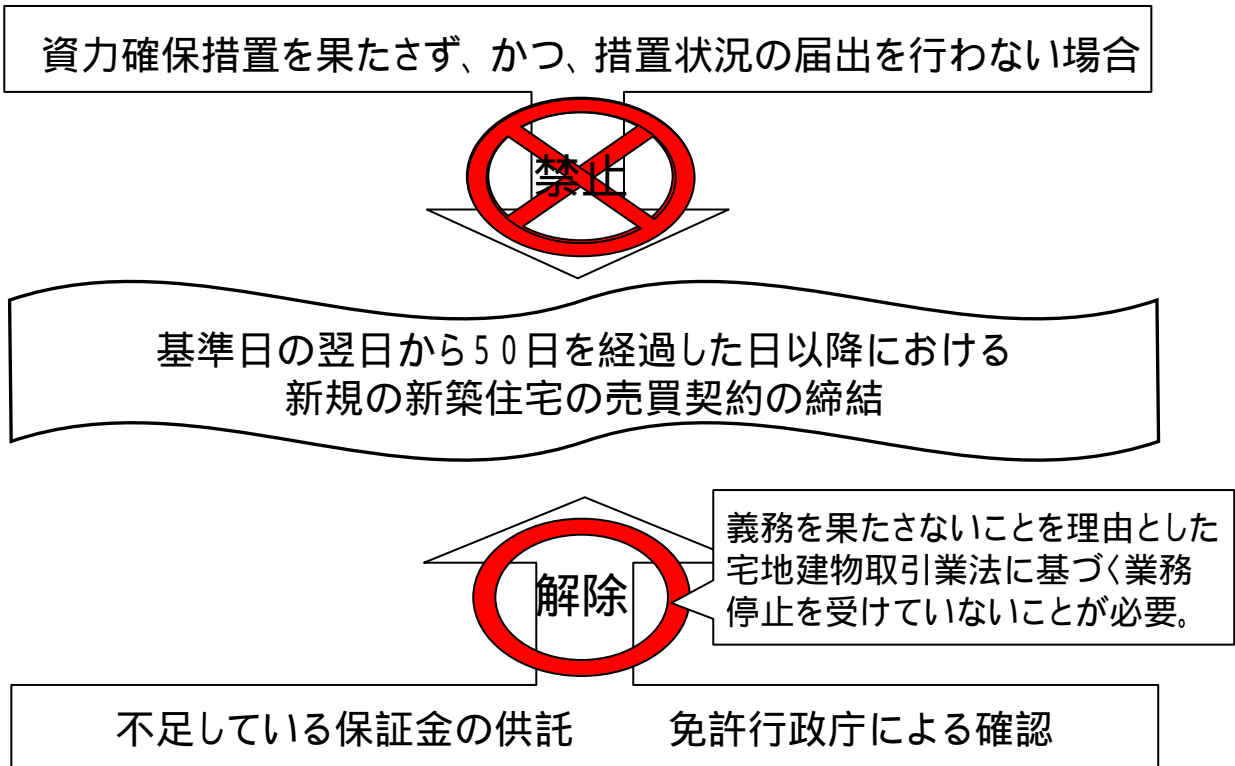 資力確保措置を果たさず、かつ、措置状況の届出を行わない場合
禁止
基準日の翌日から50日を経過した日以降における
新規の新築住宅の売買契約の締結
義務を果たさないことを理由とした
宅地建物取引業法に基づく業務
停止を受けていないことが必要。
解除
不足している保証金の供託　　免許行政庁による確認